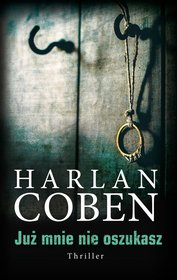 HARLAN
COBEN
Już mnie nie oszukasz
Thriller